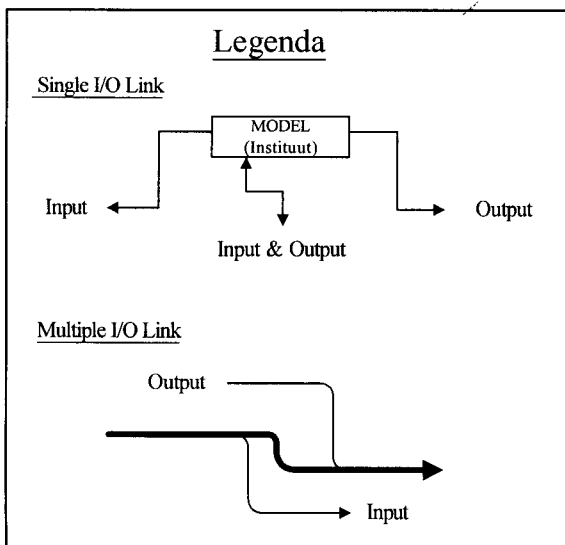 Legenda
Single I/O Link
MODEL
(Instituut)
Input
Output
Input & Output
Multiple I/O Link
Output
Input